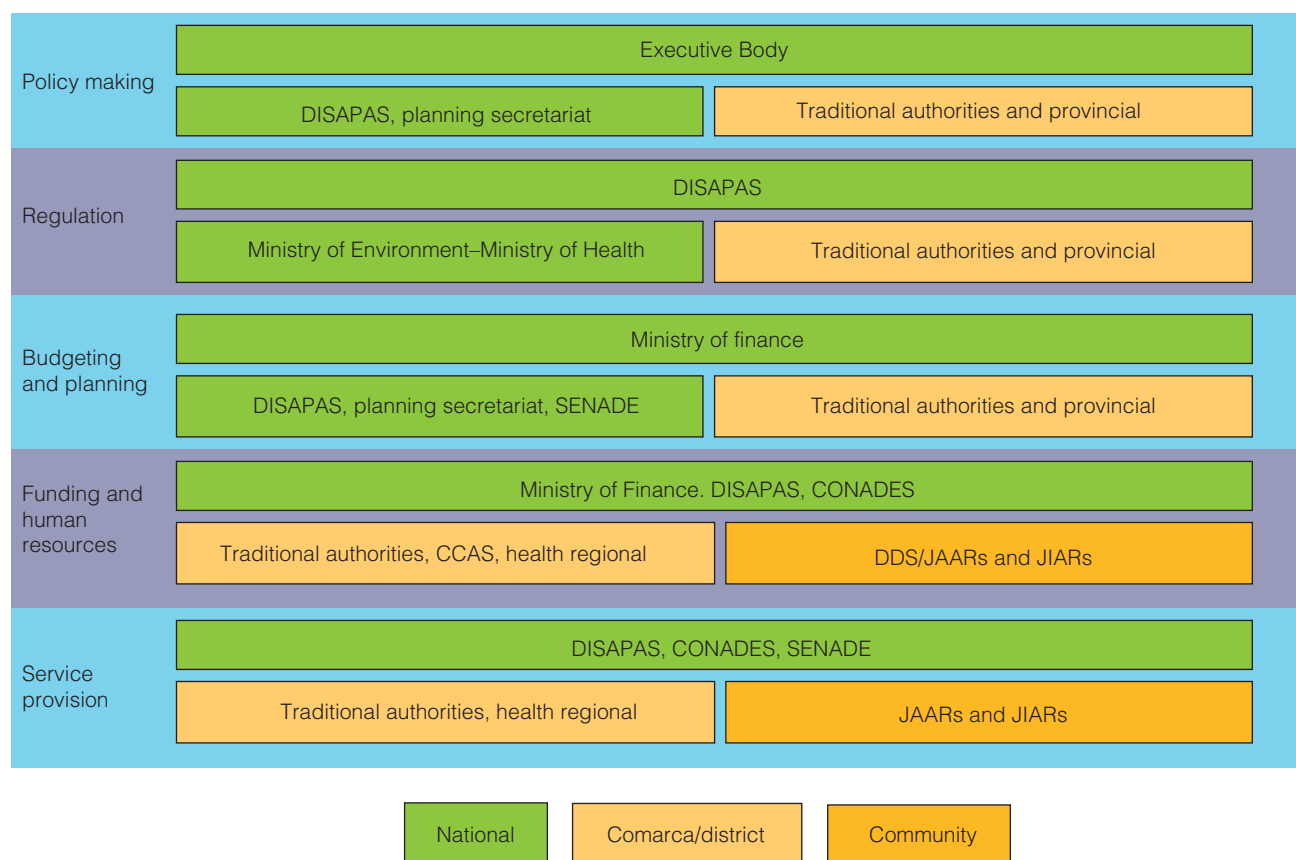 Policy making
Executive Body
DISAPAS, planning secretariat
Traditional authorities and provincial
Regulation
DISAPAS
Ministry of Environment–Ministry of Health
Traditional authorities and provincial
Budgeting
and planning
Ministry of finance
DISAPAS, planning secretariat, SENADE
Traditional authorities and provincial
Funding and
human
resources
Ministry of Finance. DISAPAS, CONADES
Traditional authorities, CCAS, health regional
DDS/JAARs and JIARs
Service
provision
DISAPAS, CONADES, SENADE
Traditional authorities, health regional
JAARs and JIARs
National
Comarca/district
Community